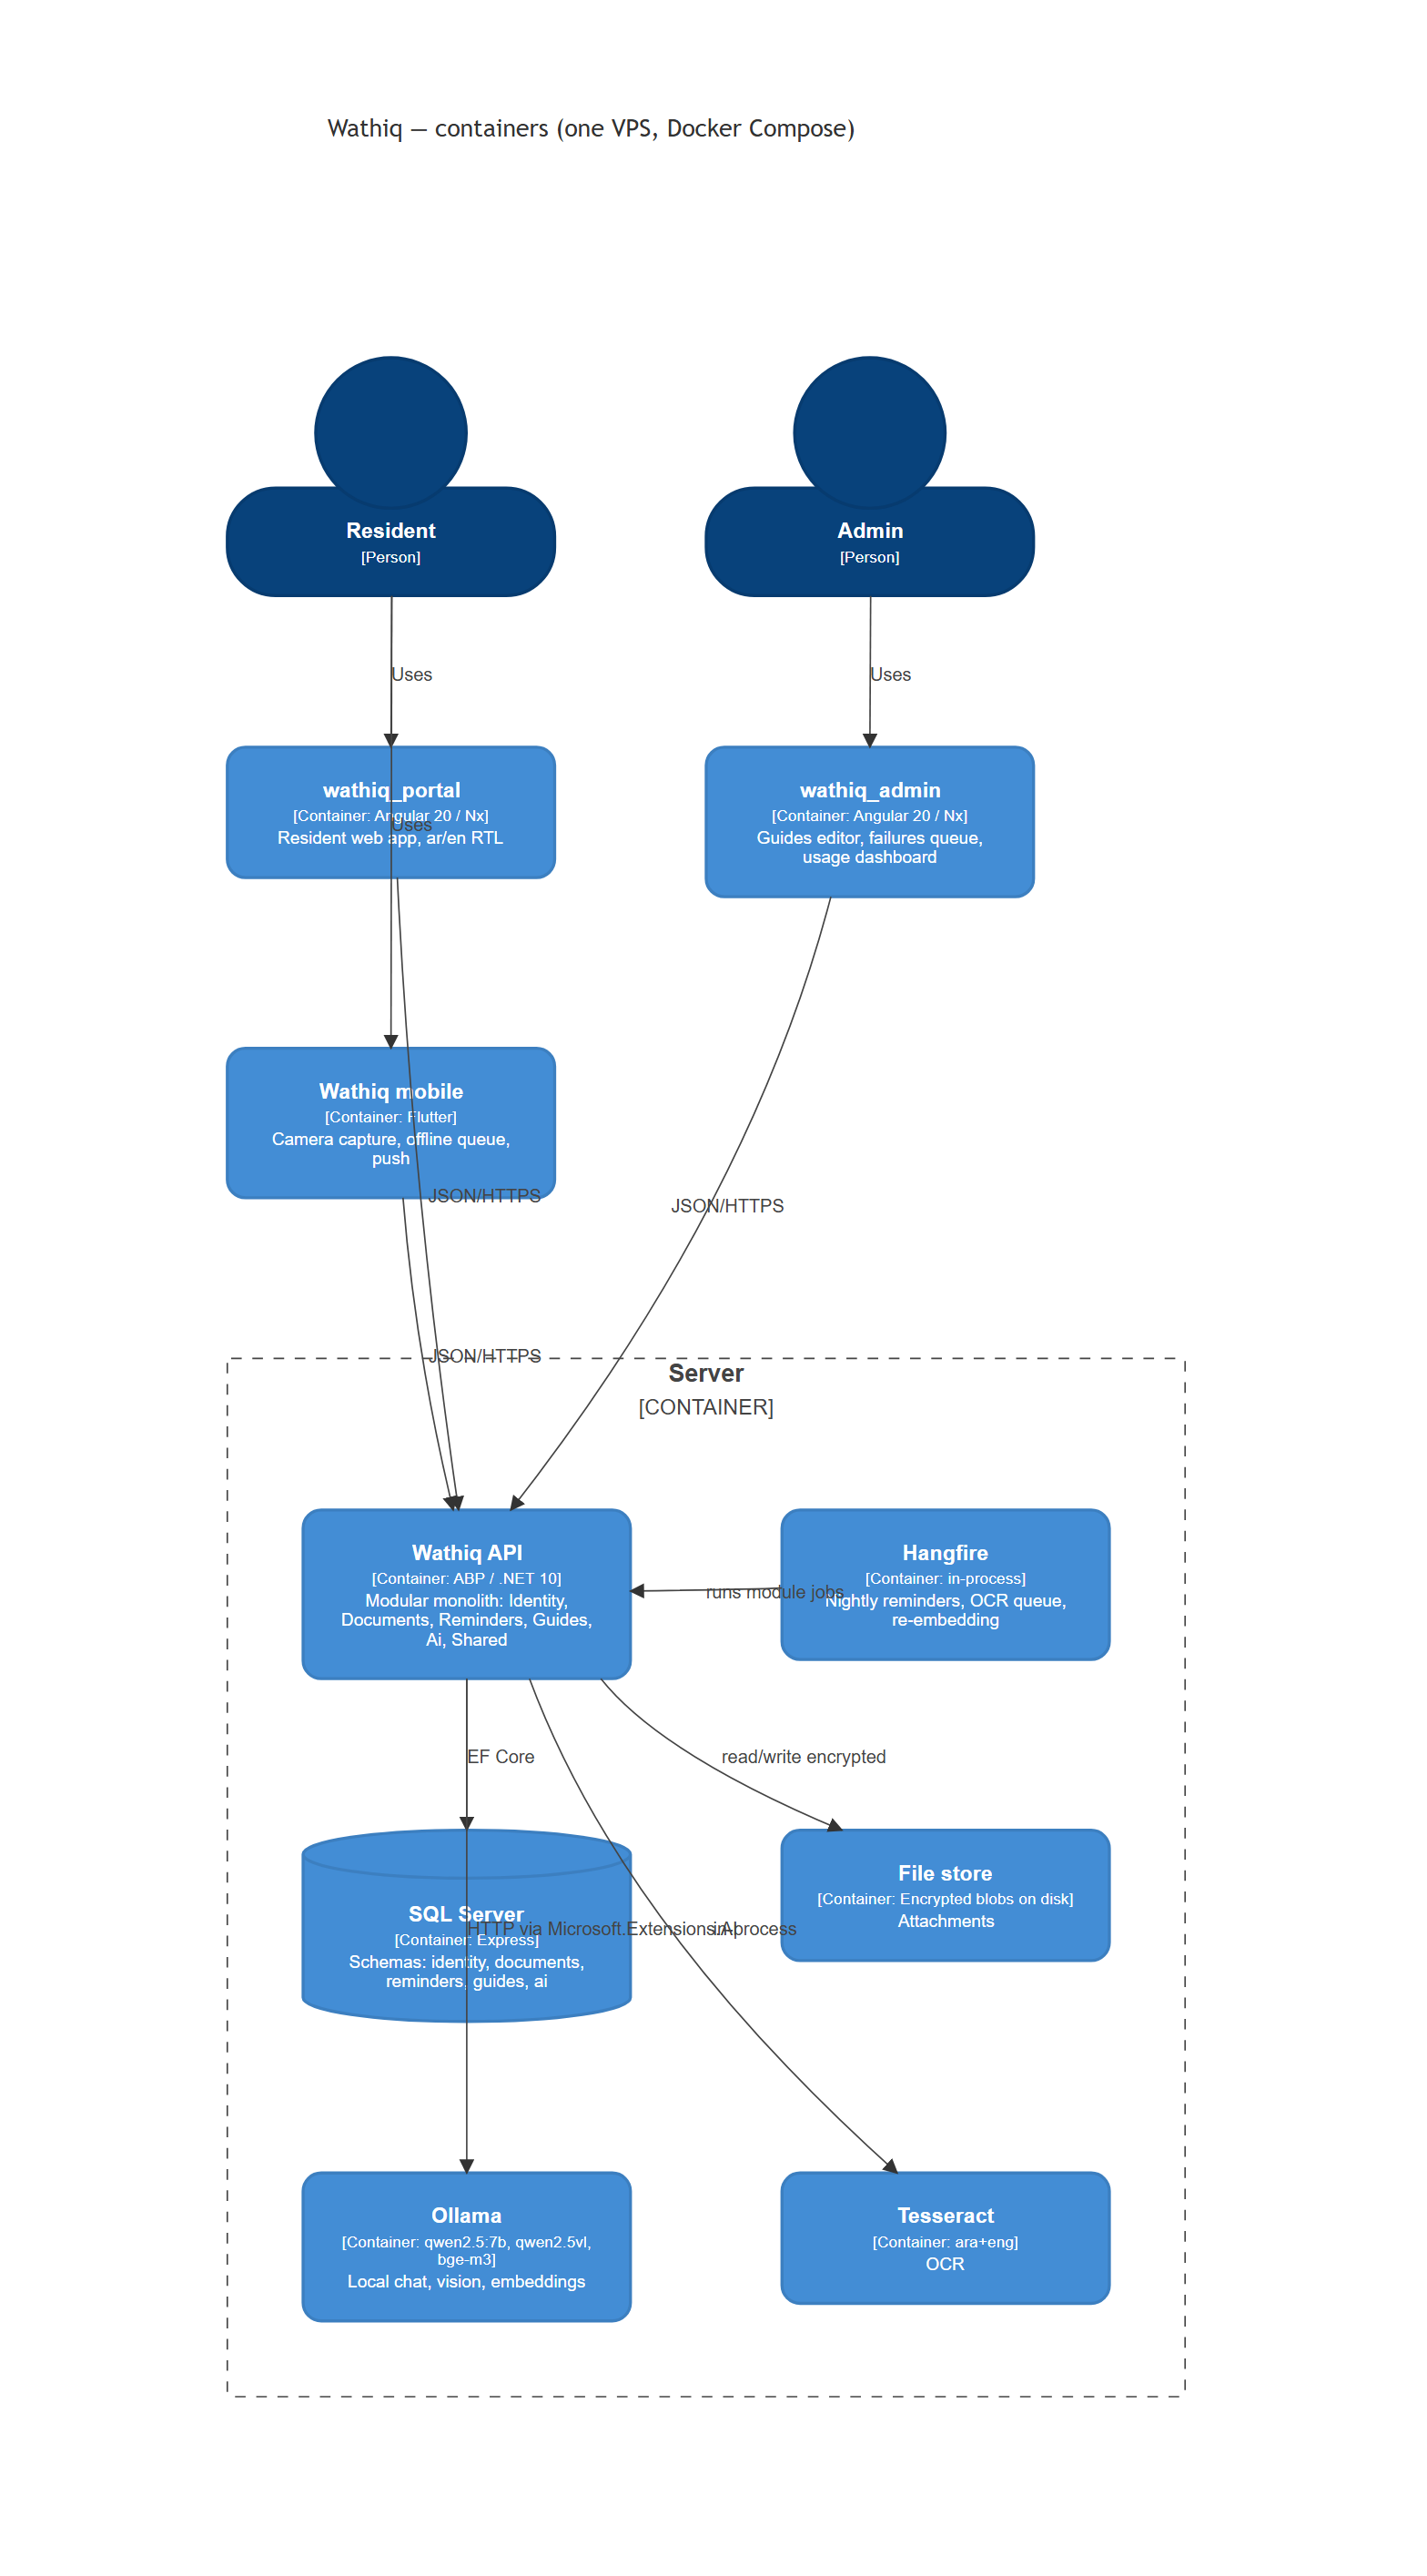 Wathiq — containers (one VPS, Docker Compose)
Resident
[Person]
Admin
[Person]
Uses
Uses
wathiq_portal
[Container: Angular 20 / Nx]
Resident web app, ar/en RTL
Uses
wathiq_admin
[Container: Angular 20 / Nx]
Guides editor, failures queue,
usage dashboard
Wathiq mobile
[Container: Flutter]
Camera capture, offline queue,
push
JSON/HTTPS
JSON/HTTPS
JSON/HTTPS
Server
[CONTAINER]
Wathiq API
[Container: ABP / .NET 10]
Modular monolith: Identity,
Documents, Reminders, Guides,
Ai, Shared
runs module jobs
Hangfire
[Container: in-process]
Nightly reminders, OCR queue,
re-embedding
EF Core
read/write encrypted
SQL Server
[Container: Express]
Schemas: identity, documents,
reminders, guides, ai
HTTP via Microsoft.Extensions.AI
in-process
File store
[Container: Encrypted blobs on disk]
Attachments
Ollama
[Container: qwen2.5:7b, qwen2.5vl,
bge-m3]
Local chat, vision, embeddings
Tesseract
[Container: ara+eng]
OCR